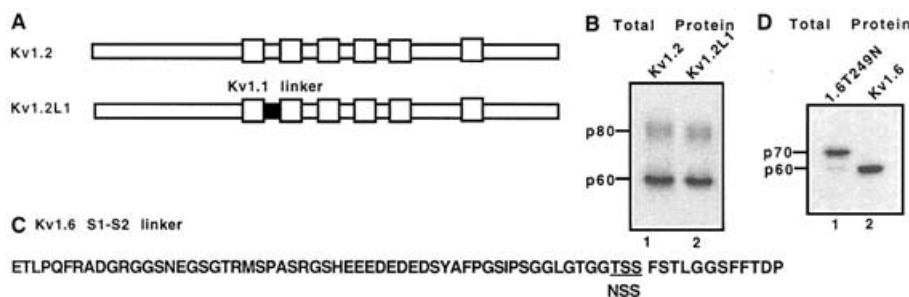 A
Kv1.2
Kv1.1 linker
Kv1.2L1
B Total Protein
Kv1.2
Kv1.2L1
p80
p60
1 2
D Total Protein
1.6T249N
Kv1.6
p70
p60
1 2
C Kv1.6 S1-S2 linker
ETLPQFRADGRGGSNEGSGTRMSPASRGSHEEEDEDEDSYAFPGSIPSGGLGTGGTSS FSTLGGSFFTDP
NSS